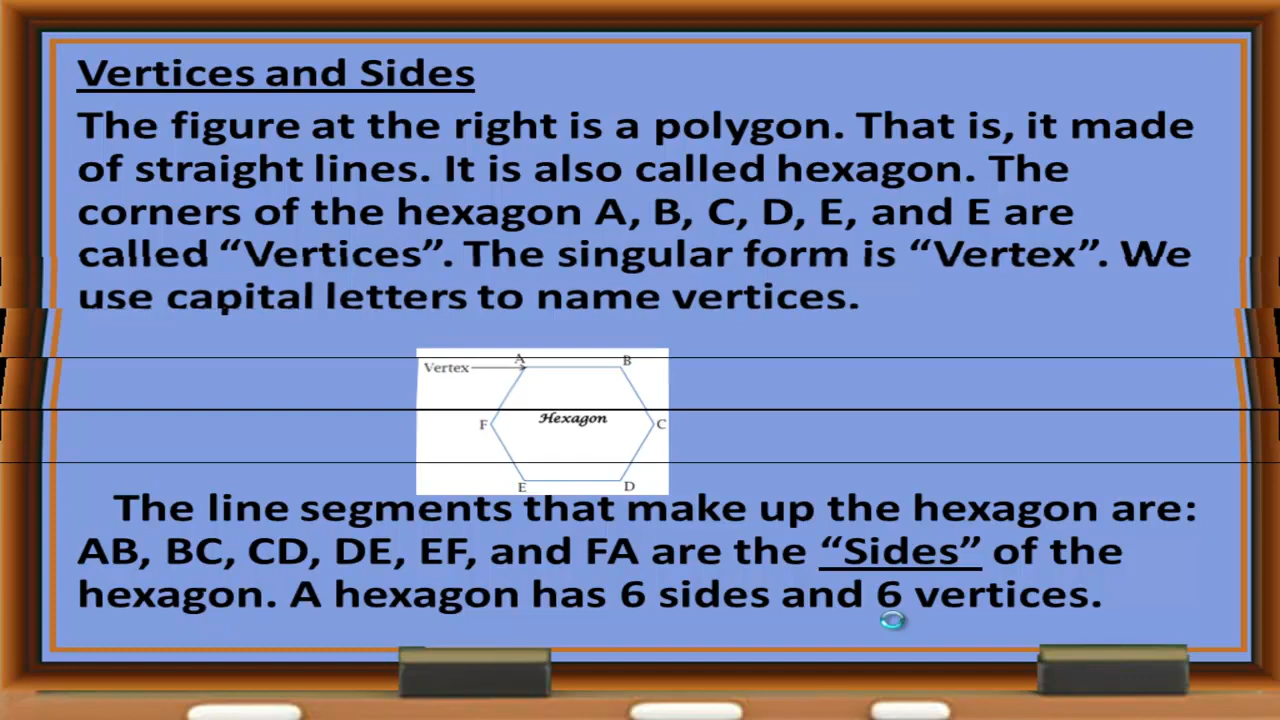 Vertices and Sides
The figure at the right is a polygon. That is, it made
of straight lines. It is also called hexagon. The
corners of the hexagon A, B, C, D, E, and E are
called “Vertices”. The singular form is “Vertex”. We
use capital letters to name vertices.
A B
Vertex
Hexagon
F C
E D
The line segments that make up the hexagon are:
AB, BC, CD, DE, EF, and FA are the “Sides” of the
hexagon. A hexagon has 6 sides and 6 vertices.